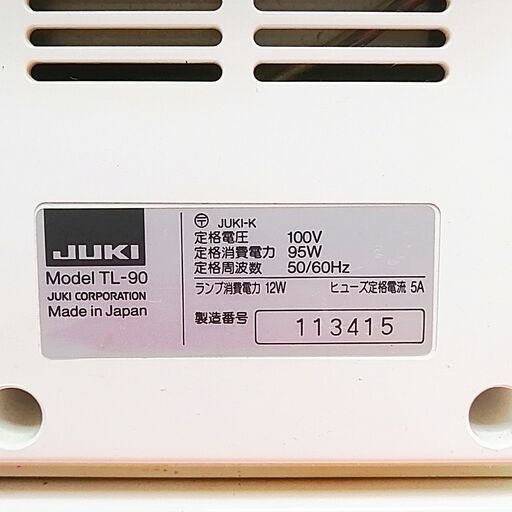 JUKI
Model TL-90
JUKI CORPORATION
Made in Japan
〒 JUKI-K
定格電圧 100V
定格消費電力 95W
定格周波数 50/60Hz
ランプ消費電力 12W ヒューズ定格電流 5A
製造番号 113415